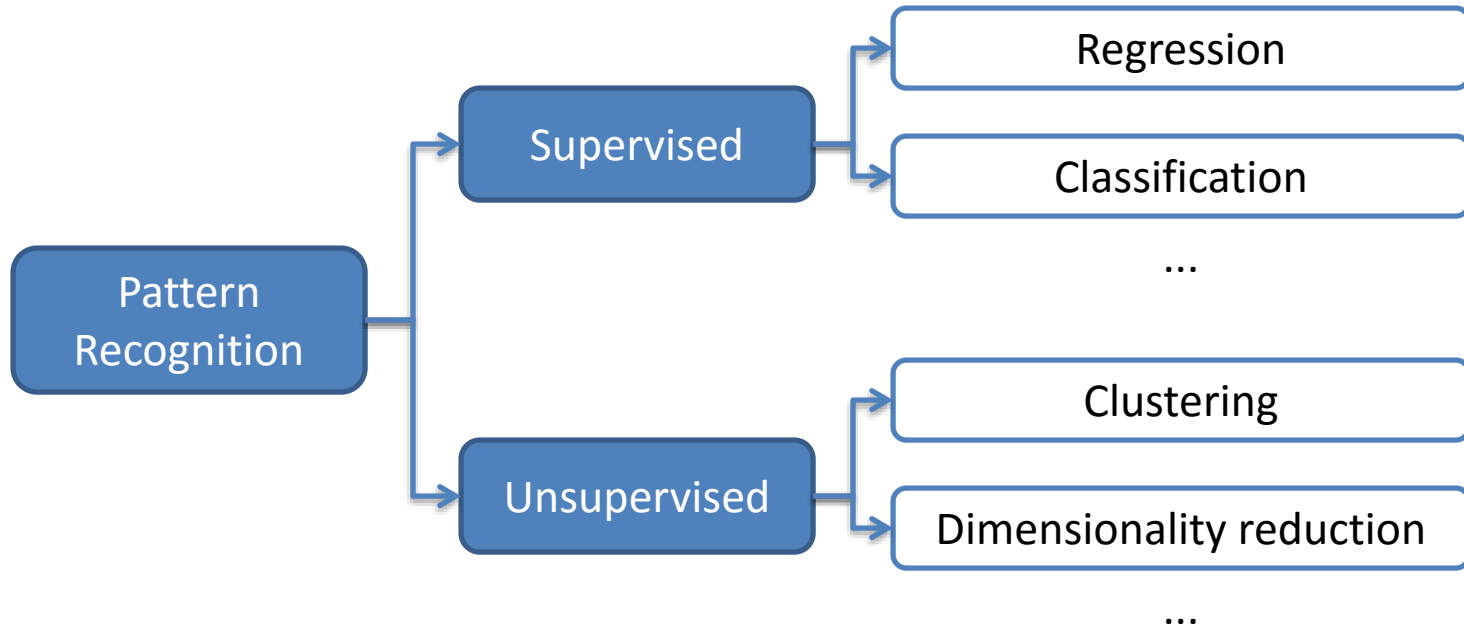 Pattern
Recognition
Supervised
Regression
Classification
...
Unsupervised
Clustering
Dimensionality reduction
...